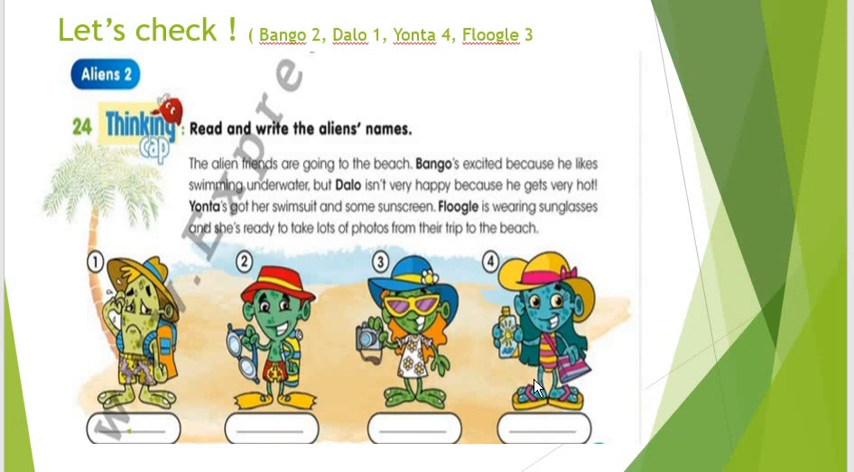 Let's check ! ( Bango 2, Dalo 1, Yonta 4, Floogle 3
Aliens 2
24 Thinking Cap : Read and write the aliens' names.
The alien friends are going to the beach. Bango's excited because he likes
swimming underwater, but Dalo isn't very happy because he gets very hot!
Yonta's got her swimsuit and some sunscreen. Floogle is wearing sunglasses
and she's ready to take lots of photos from their trip to the beach.
1
2
3
4